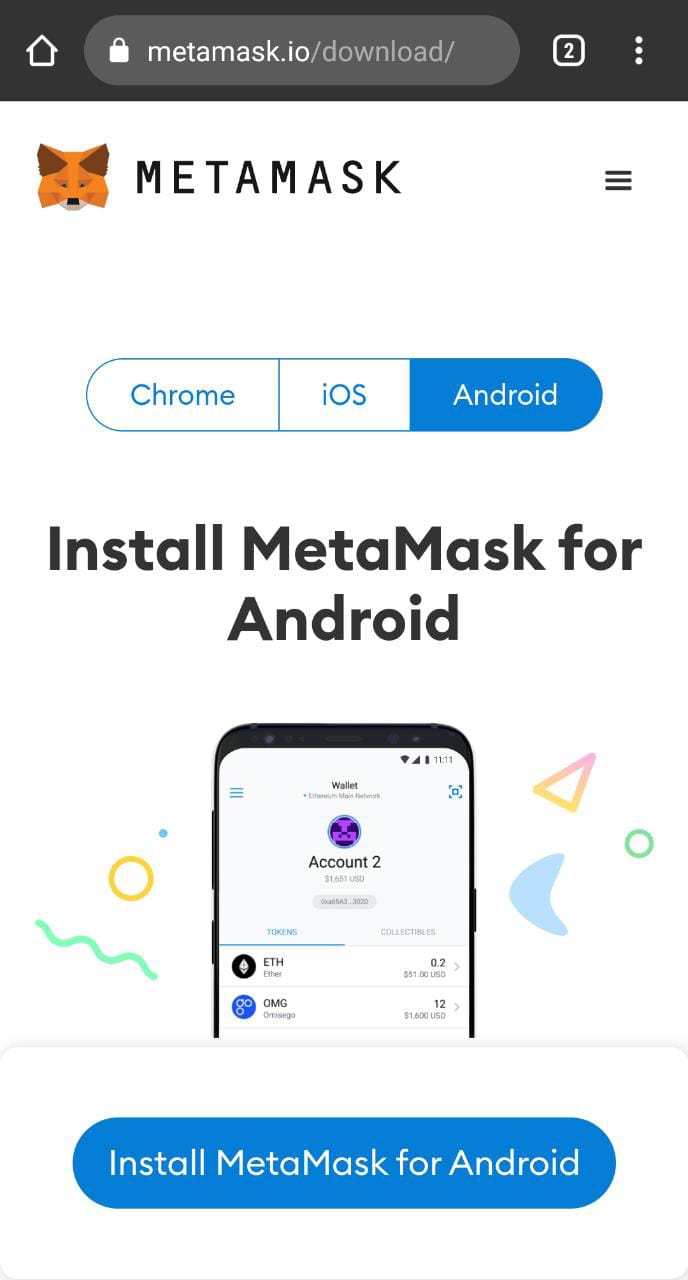 metamask.io/download/
2
METAMASK
Chrome
iOS
Android
Install MetaMask for
Android
11:11
Wallet
Ethereum Main Network
Account 2
$1,651 USD
0xa65A3...302D
TOKENS
COLLECTIBLES
ETH
0.2
Ether
$51.00 USD
OMG
12
Omisego
$1,600 USD
Install MetaMask for Android